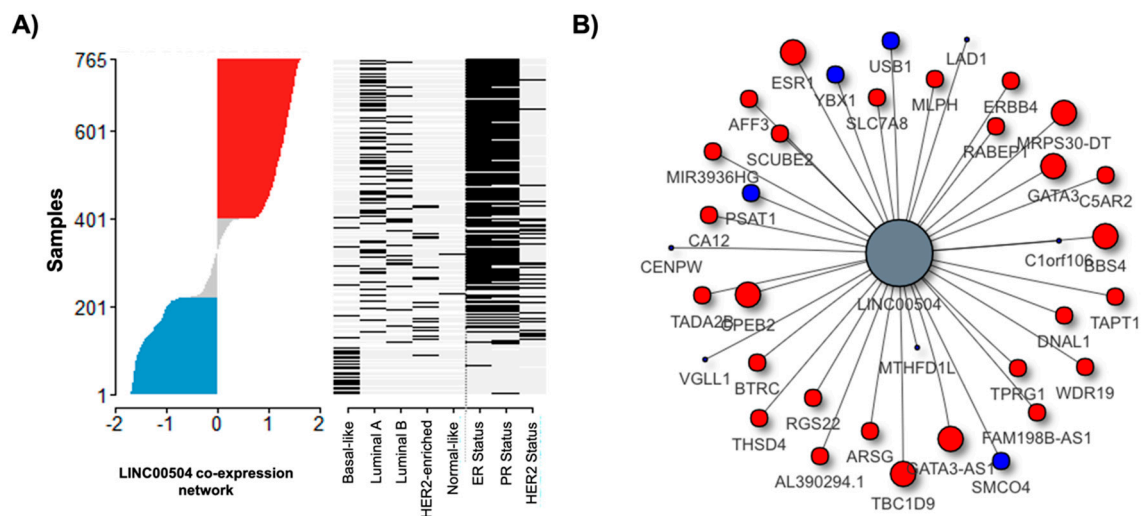 A)
765
601
401
201
1
Samples
-2
-1
0
1
2
LINC00504 co-expression
network
Basal-like
Luminal A
Luminal B
HER2-enriched
Normal-like
ER Status
PR Status
HER2 Status
B)
USB1
LAD1
ESR1
YBX1
MLPH
ERBB4
SLC7A8
AFF3
RABEP1
MRPS30-DT
SCUBE2
MIR3936HG
GATA3
C5AR2
PSAT1
CA12
CENPW
C1orf106
BBS4
LINC00504
TADA2B
CPEB2
TAPT1
DNAL1
MTHFD1L
VGLL1
BTRC
TPRG1
WDR19
RGS22
THSD4
FAM198B-AS1
ARSG
GATA3-AS1
AL390294.1
SMCO4
TBC1D9